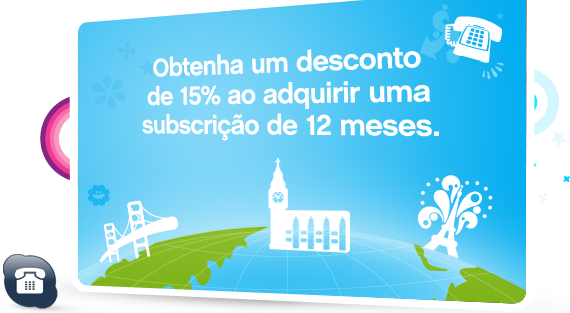 Obtenha um desconto
de 15% ao adquirir uma
subscrição de 12 meses.